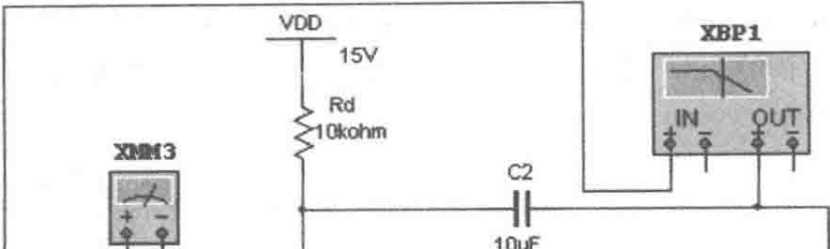 VDD
15V
XBP1
Rd
10kohm
IN OUT
+ - + -
XMM3
C2
+ -
10uF